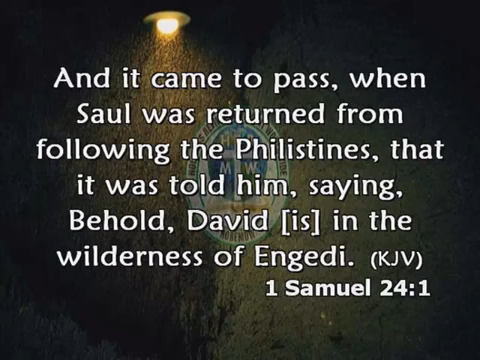 And it came to pass, when
Saul was returned from
following the Philistines, that
it was told him, saying,
Behold, David [is] in the
wilderness of Engedi. (KJV)
1 Samuel 24:1